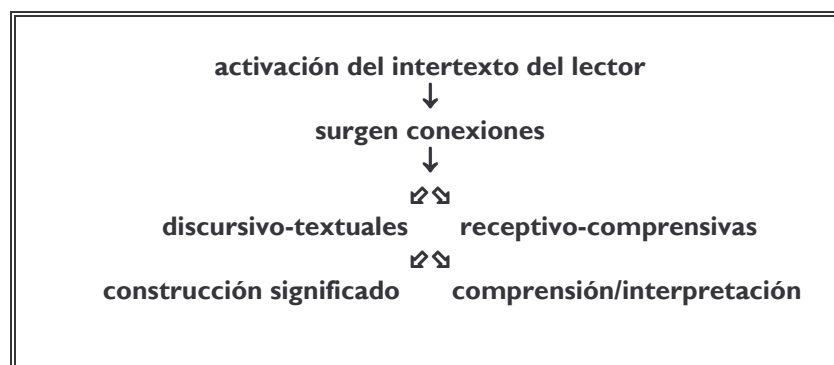 activación del intertexto del lector
↓
surgen conexiones
↓
⬃⬂
discursivo-textuales receptivo-comprensivas
⬃⬂
construcción significado comprensión/interpretación